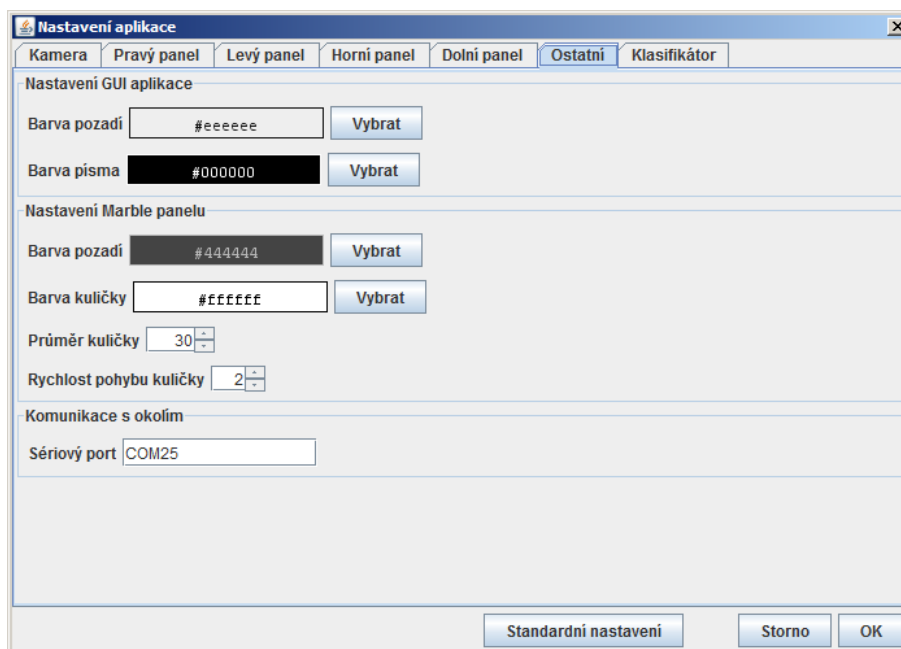 Nastavení aplikace
Kamera Pravý panel Levý panel Horní panel Dolní panel Ostatní Klasifikátor
Nastavení GUI aplikace
Barva pozadí #eeeeee Vybrat
Barva písma #000000 Vybrat
Nastavení Marble panelu
Barva pozadí #444444 Vybrat
Barva kuličky #ffffff Vybrat
Průměr kuličky 30
Rychlost pohybu kuličky 2
Komunikace s okolím
Sériový port COM25
Standardní nastavení Storno OK